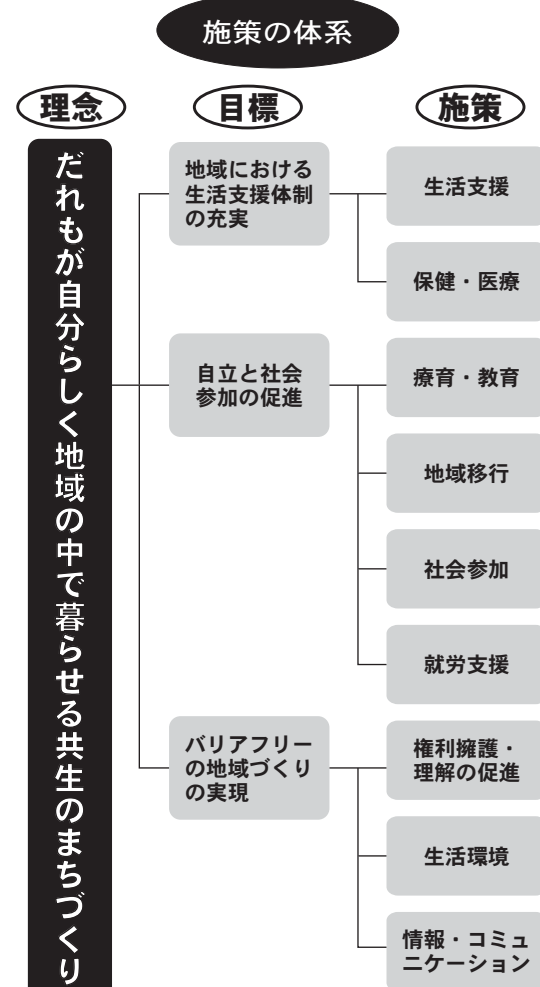 施策の体系
理念
目標
施策
だれもが自分らしく地域の中で暮らせる共生のまちづくり
地域における
生活支援体制
の充実
生活支援
保健・医療
自立と社会
参加の促進
療育・教育
地域移行
社会参加
就労支援
バリアフリー
の地域づくり
の実現
権利擁護・
理解の促進
生活環境
情報・コミュ
ニケーション